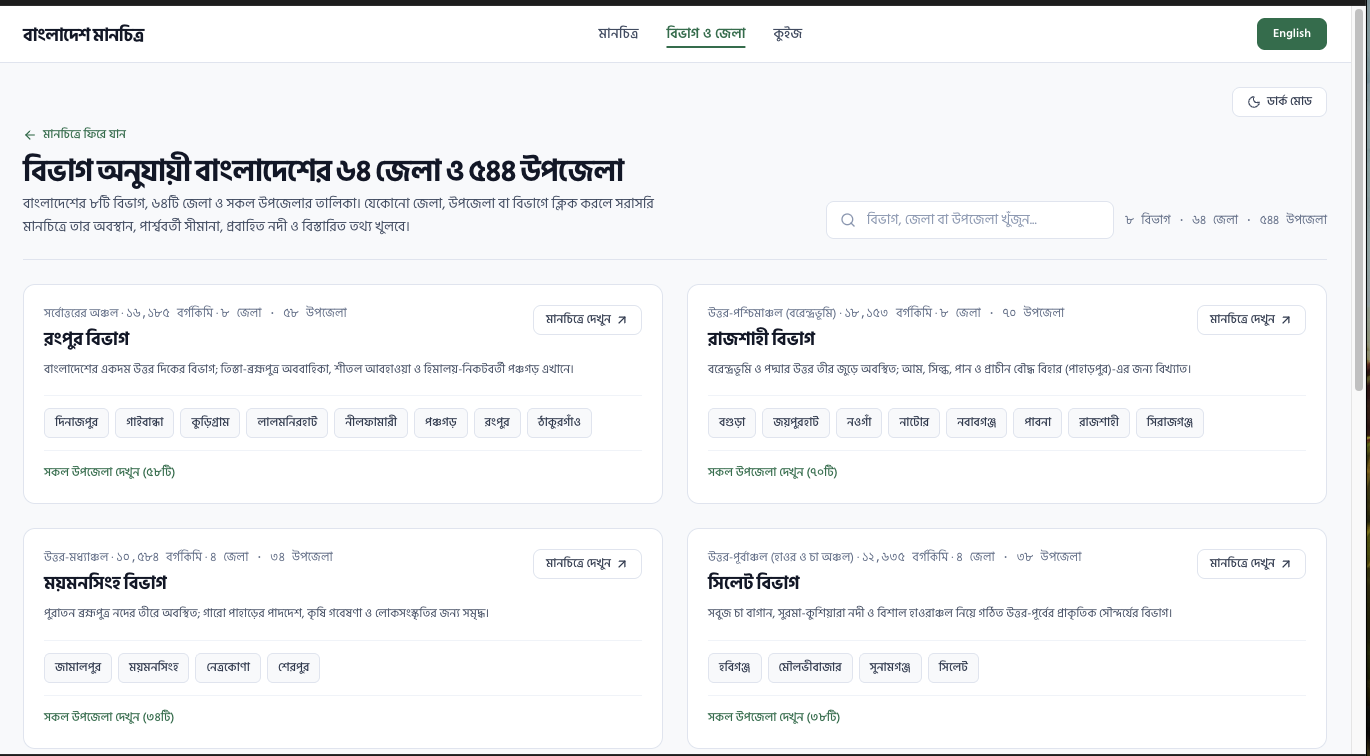 বাংলাদেশ মানচিত্র
মানচিত্র
বিভাগ ও জেলা
কুইজ
English
ডার্ক মোড
← মানচিত্রে ফিরে যান
বিভাগ অনুযায়ী বাংলাদেশের ৬৪ জেলা ও ৫৪৪ উপজেলা
বাংলাদেশের ৮টি বিভাগ, ৬৪টি জেলা ও সকল উপজেলার তালিকা। যেকোনো জেলা, উপজেলা বা বিভাগে ক্লিক করলে সরাসরি
মানচিত্রে তার অবস্থান, পার্শ্ববর্তী সীমানা, প্রবাহিত নদী ও বিস্তারিত তথ্য খুলবে।
বিভাগ, জেলা বা উপজেলা খুঁজুন...
৮ বিভাগ · ৬৪ জেলা · ৫৪৪ উপজেলা
সর্বোত্তরের অঞ্চল · ১৬,১৮৫ বর্গকিমি · ৮ জেলা · ৫৮ উপজেলা
মানচিত্রে দেখুন ↗
রংপুর বিভাগ
বাংলাদেশের একদম উত্তর দিকের বিভাগ; তিস্তা-ব্রহ্মপুত্র অববাহিকা, শীতল আবহাওয়া ও হিমালয়-নিকটবর্তী পঞ্চগড় এখানে।
দিনাজপুর গাইবান্ধা কুড়িগ্রাম লালমনিরহাট নীলফামারী পঞ্চগড় রংপুর ঠাকুরগাঁও
সকল উপজেলা দেখুন (৫৮টি)
উত্তর-পশ্চিমাঞ্চল (বরেন্দ্রভূমি) · ১৮,১৫৩ বর্গকিমি · ৮ জেলা · ৭০ উপজেলা
মানচিত্রে দেখুন ↗
রাজশাহী বিভাগ
বরেন্দ্রভূমি ও পদ্মার উত্তর তীর জুড়ে অবস্থিত; আম, সিল্ক, পান ও প্রাচীন বৌদ্ধ বিহার (পাহাড়পুর)-এর জন্য বিখ্যাত।
বগুড়া জয়পুরহাট নওগাঁ নাটোর নবাবগঞ্জ পাবনা রাজশাহী সিরাজগঞ্জ
সকল উপজেলা দেখুন (৭০টি)
উত্তর-মধ্যাঞ্চল · ১০,৫৮৪ বর্গকিমি · ৪ জেলা · ৩৪ উপজেলা
মানচিত্রে দেখুন ↗
ময়মনসিংহ বিভাগ
পুরাতন ব্রহ্মপুত্র নদের তীরে অবস্থিত; গারো পাহাড়ের পাদদেশ, কৃষি গবেষণা ও লোকসংস্কৃতির জন্য সমৃদ্ধ।
জামালপুর ময়মনসিংহ নেত্রকোণা শেরপুর
সকল উপজেলা দেখুন (৩৪টি)
উত্তর-পূর্বাঞ্চল (হাওর ও চা অঞ্চল) · ১২,৬৩৫ বর্গকিমি · ৪ জেলা · ৩৮ উপজেলা
মানচিত্রে দেখুন ↗
সিলেট বিভাগ
সবুজ চা বাগান, সুরমা-কুশিয়ারা নদী ও বিশাল হাওরাঞ্চল নিয়ে গঠিত উত্তর-পূর্বের প্রাকৃতিক সৌন্দর্যের বিভাগ।
হবিগঞ্জ মৌলভীবাজার সুনামগঞ্জ সিলেট
সকল উপজেলা দেখুন (৩৮টি)